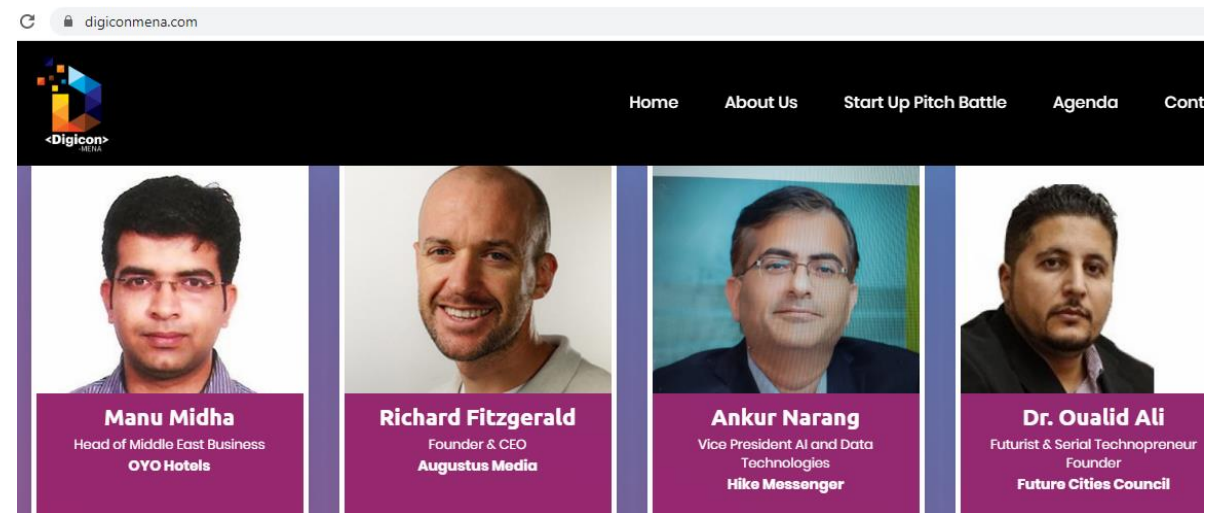 digiconmena.com
Home About Us Start Up Pitch Battle Agenda Cont
<Digicon>
-MENA
Manu Midha
Head of Middle East Business
OYO Hotels
Richard Fitzgerald
Founder & CEO
Augustus Media
Ankur Narang
Vice President AI and Data
Technologies
Hike Messenger
Dr. Oualid Ali
Futurist & Serial Technopreneur
Founder
Future Cities Council